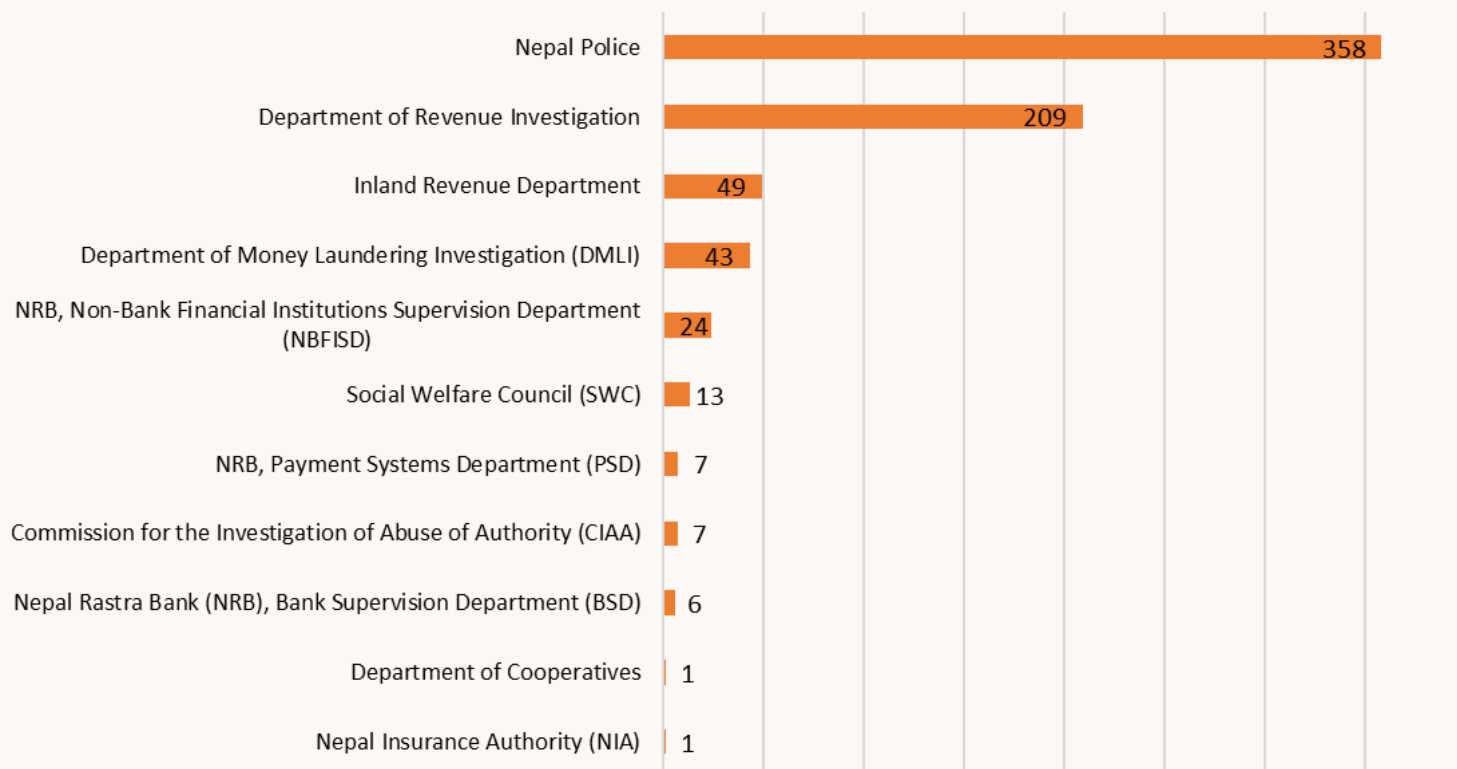 Nepal Police 358
Department of Revenue Investigation 209
Inland Revenue Department 49
Department of Money Laundering Investigation (DMLI) 43
NRB, Non-Bank Financial Institutions Supervision Department
(NBFISD) 24
Social Welfare Council (SWC) 13
NRB, Payment Systems Department (PSD) 7
Commission for the Investigation of Abuse of Authority (CIAA) 7
Nepal Rastra Bank (NRB), Bank Supervision Department (BSD) 6
Department of Cooperatives 1
Nepal Insurance Authority (NIA) 1